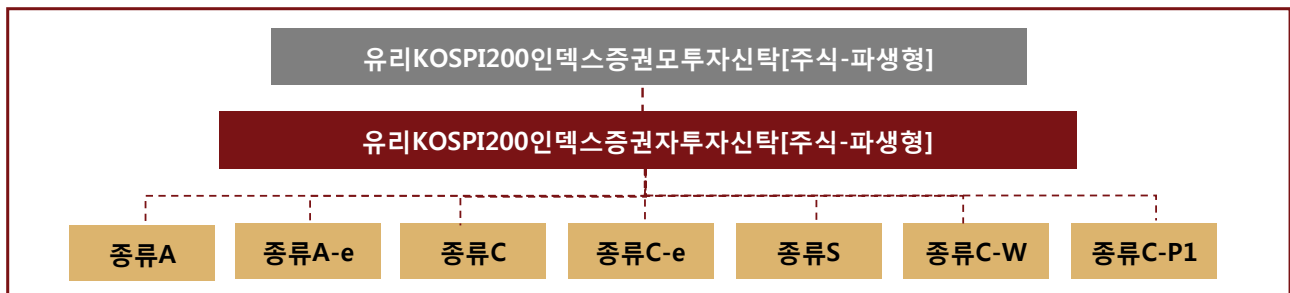 유리KOSPI200인덱스증권모투자신탁[주식-파생형]
유리KOSPI200인덱스증권자투자신탁[주식-파생형]
종류A 종류A-e 종류C 종류C-e 종류S 종류C-W 종류C-P1